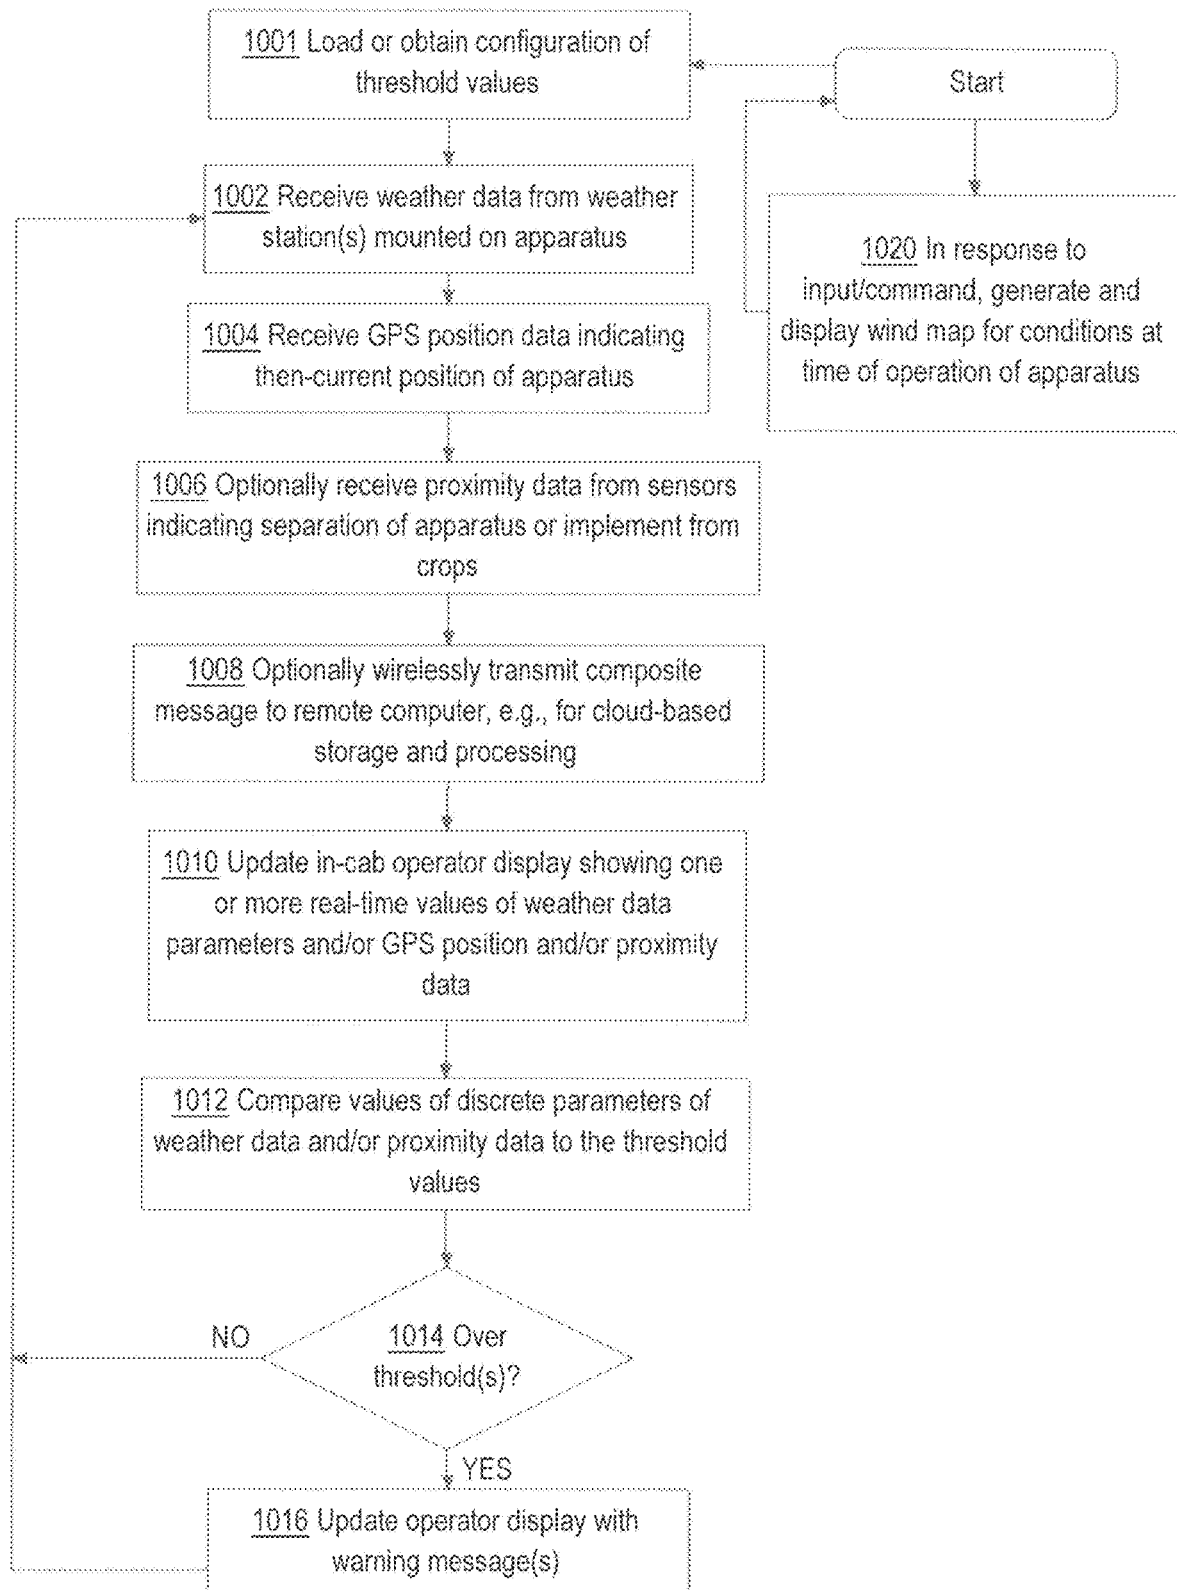 1001 Load or obtain configuration of
threshold values
Start
1002 Receive weather data from weather
station(s) mounted on apparatus
1020 In response to
input/command, generate and
display wind map for conditions at
time of operation of apparatus
1004 Receive GPS position data indicating
then-current position of apparatus
1006 Optionally receive proximity data from sensors
indicating separation of apparatus or implement from
crops
1008 Optionally wirelessly transmit composite
message to remote computer, e.g., for cloud-based
storage and processing
1010 Update in-cab operator display showing one
or more real-time values of weather data
parameters and/or GPS position and/or proximity
data
1012 Compare values of discrete parameters of
weather data and/or proximity data to the threshold
values
NO
1014 Over
threshold(s)?
YES
1016 Update operator display with
warning message(s)